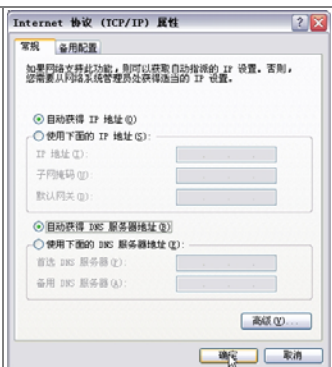 Internet 协议 (TCP/IP) 属性
常规 备用配置
如果网络支持此功能，则可以获取自动指派的 IP 设置。否则，
您需要从网络系统管理员处获得适当的 IP 设置。
自动获得 IP 地址(O)
使用下面的 IP 地址(S):
IP 地址(I):
子网掩码(U):
默认网关(D):
自动获得 DNS 服务器地址(B)
使用下面的 DNS 服务器地址(E):
首选 DNS 服务器(P):
备用 DNS 服务器(A):
高级(V)...
确定 取消